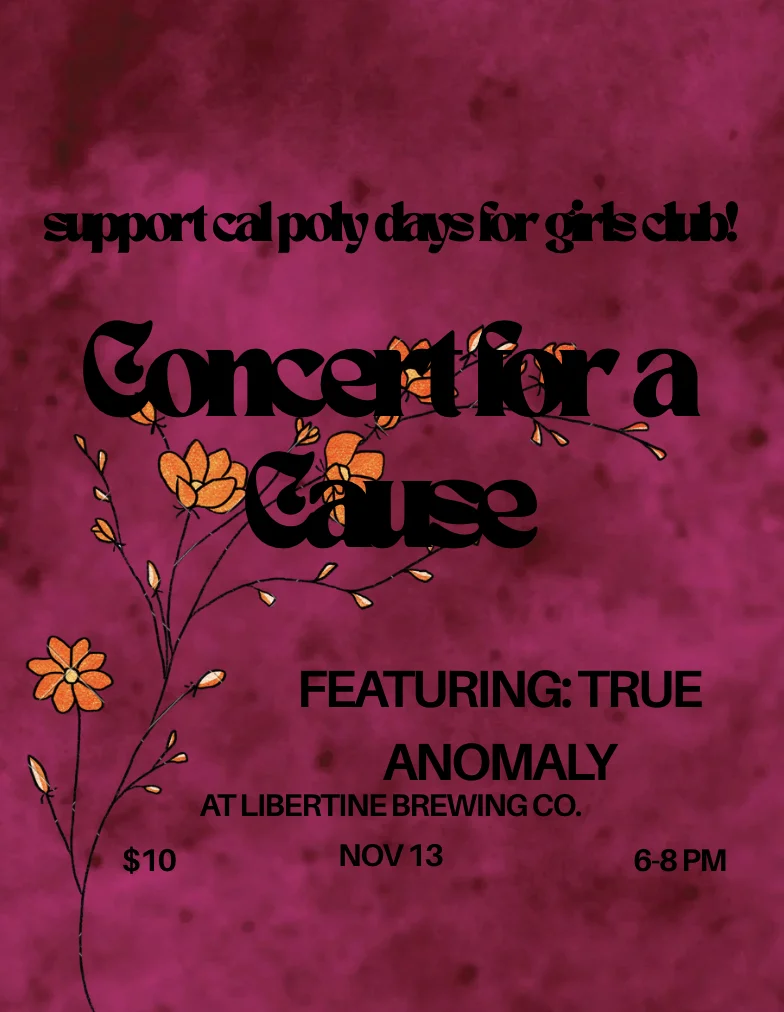 support cal poly days for girls club!
Concert for a
Cause
FEATURING: TRUE
ANOMALY
AT LIBERTINE BREWING CO.
$10 NOV 13 6-8 PM